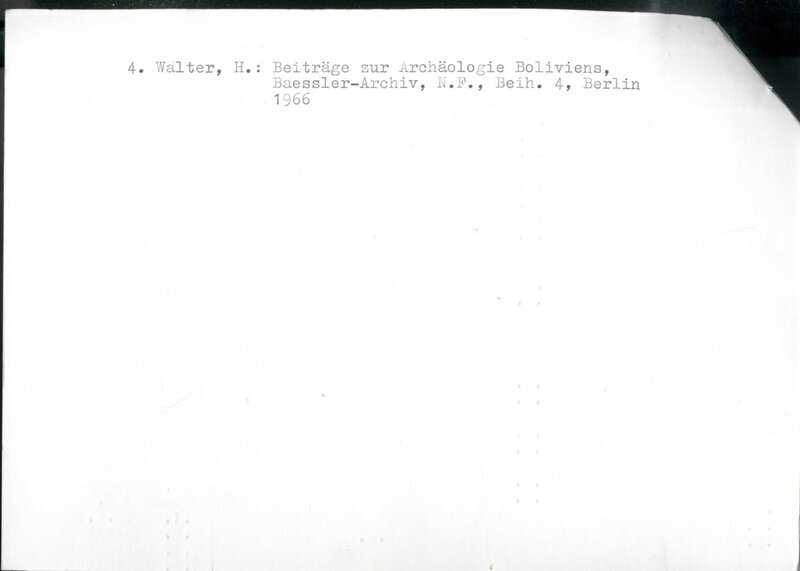 4. Walter, H.: Beiträge zur Archäologie Boliviens,
Baessler-Archiv, N.F., Beih. 4, Berlin
1966